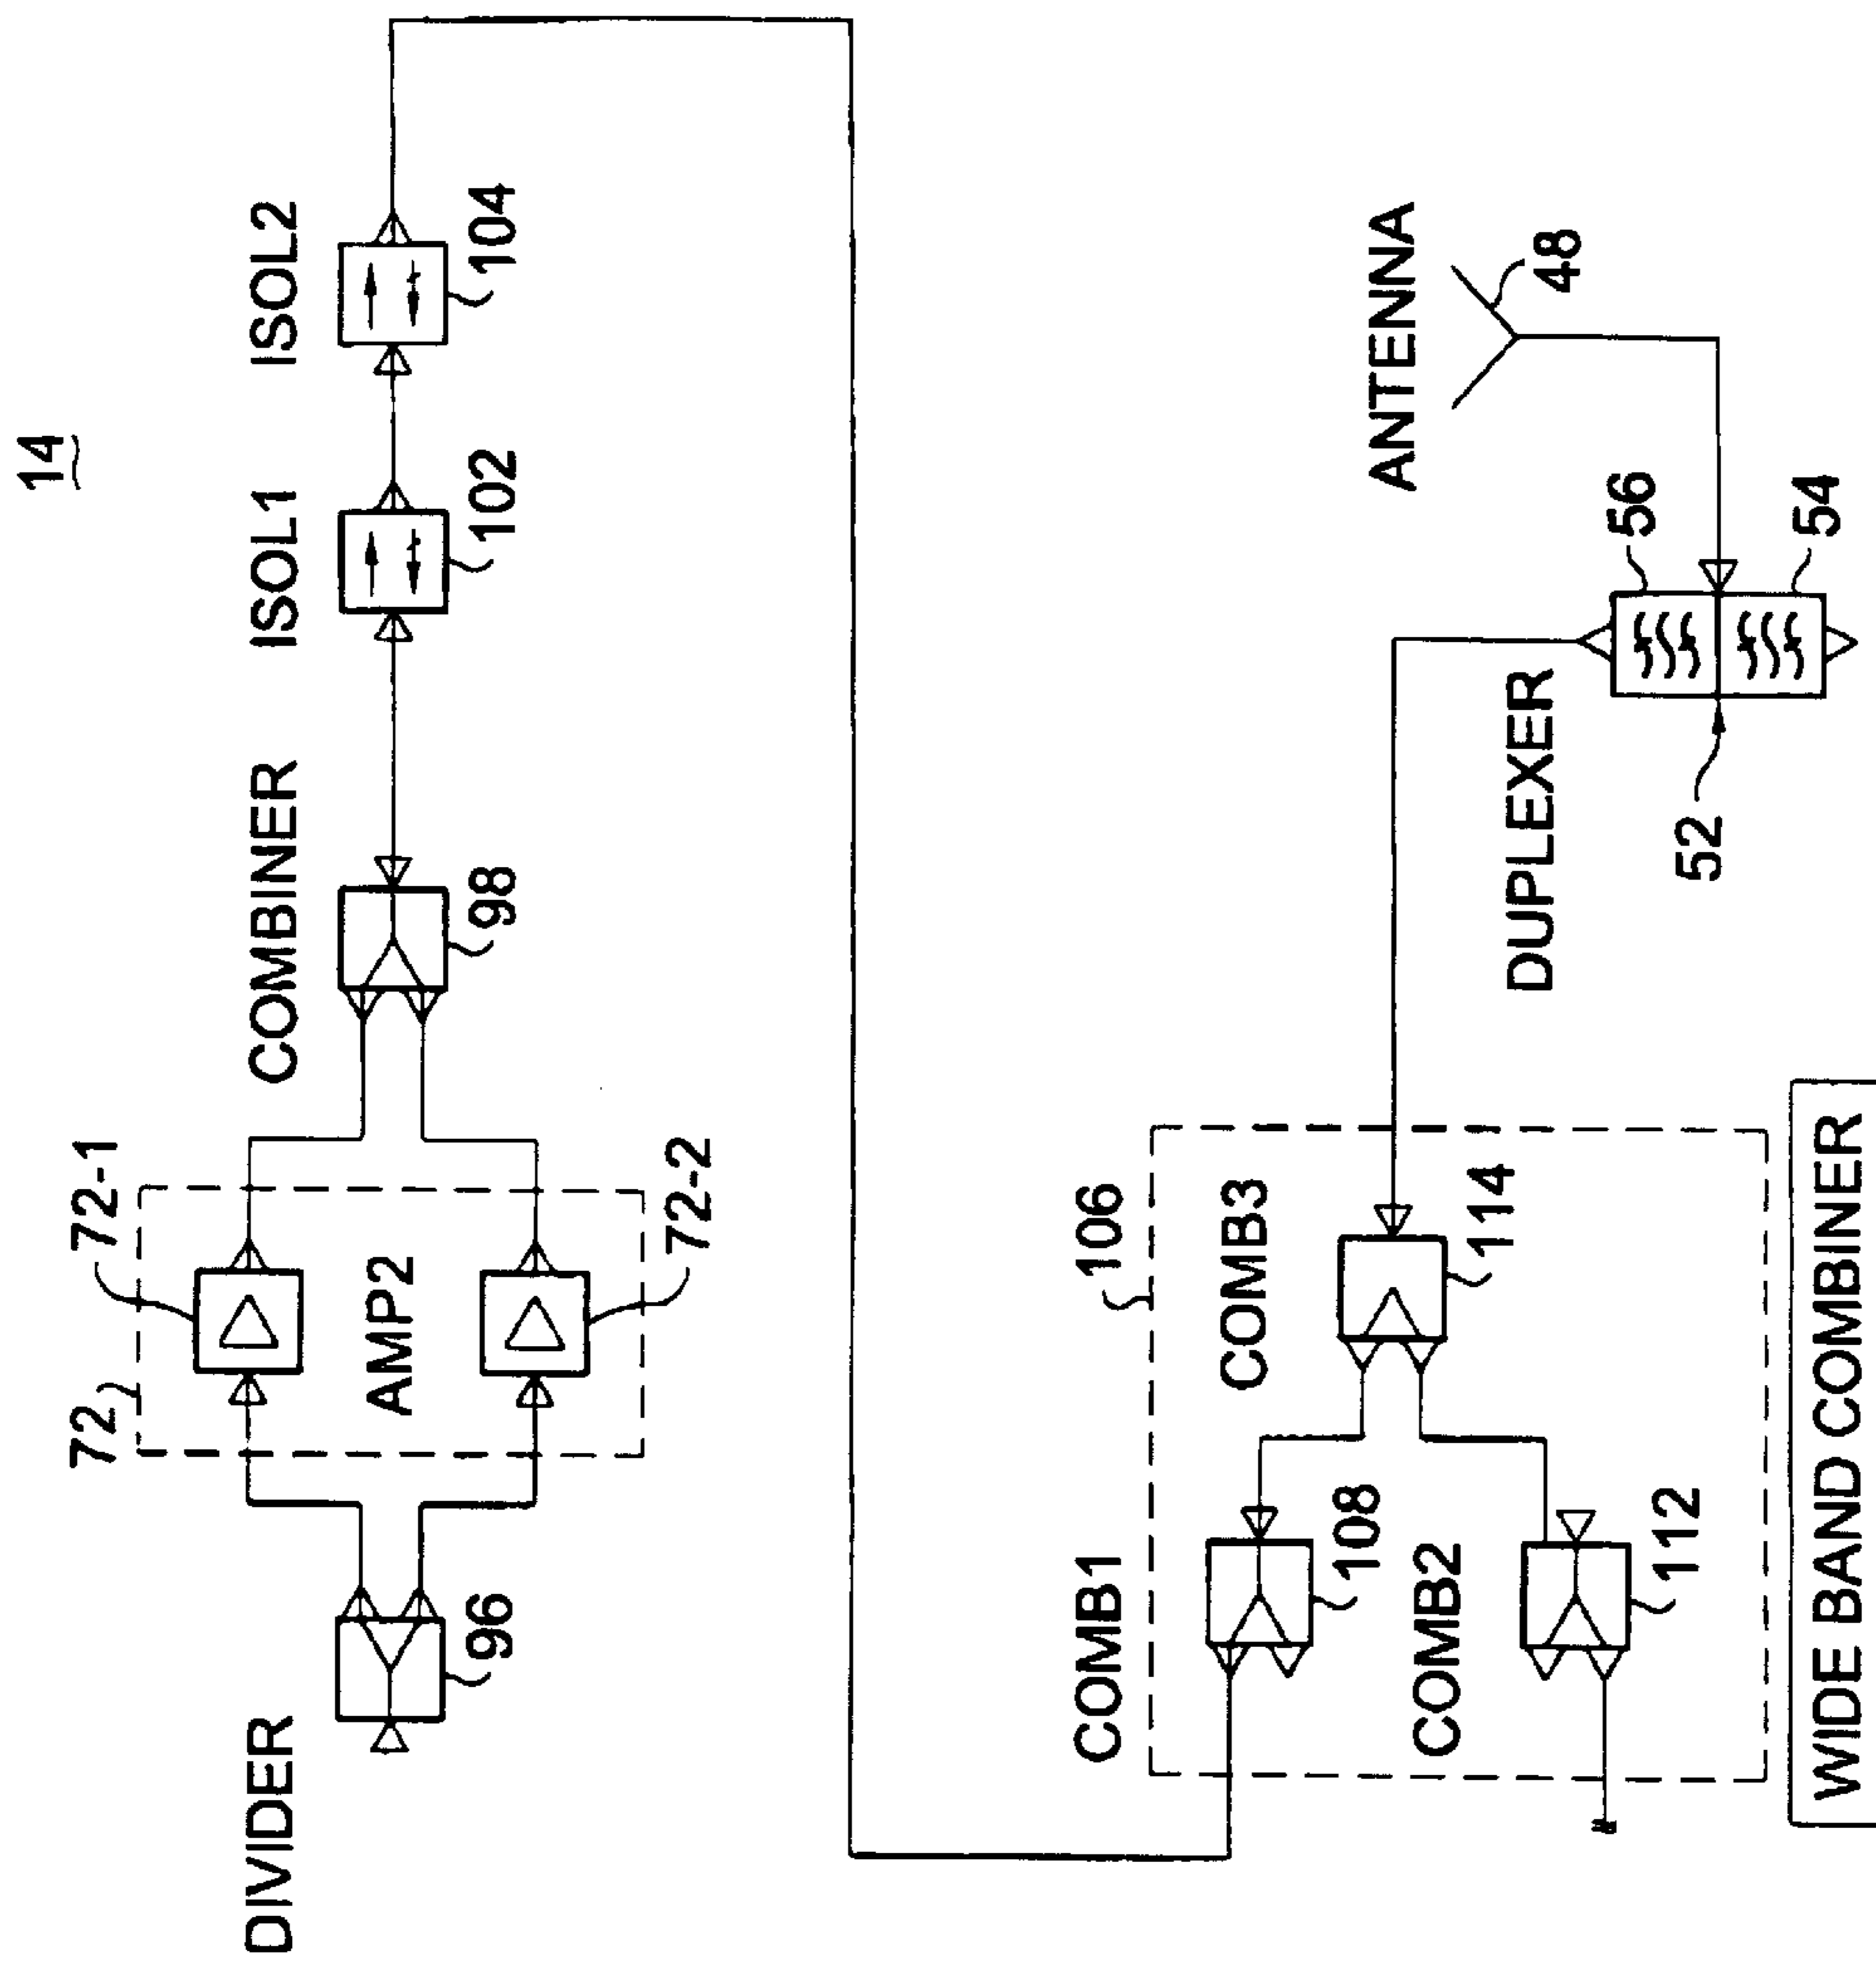 14
DIVIDER
96
72
72-1
AMP2
72-2
COMBINER
98
ISOL1
102
ISOL2
104
106
COMB1
108
COMB2
112
COMB3
114
WIDE BAND COMBINER
DUPLEXER
52
56
54
ANTENNA
48